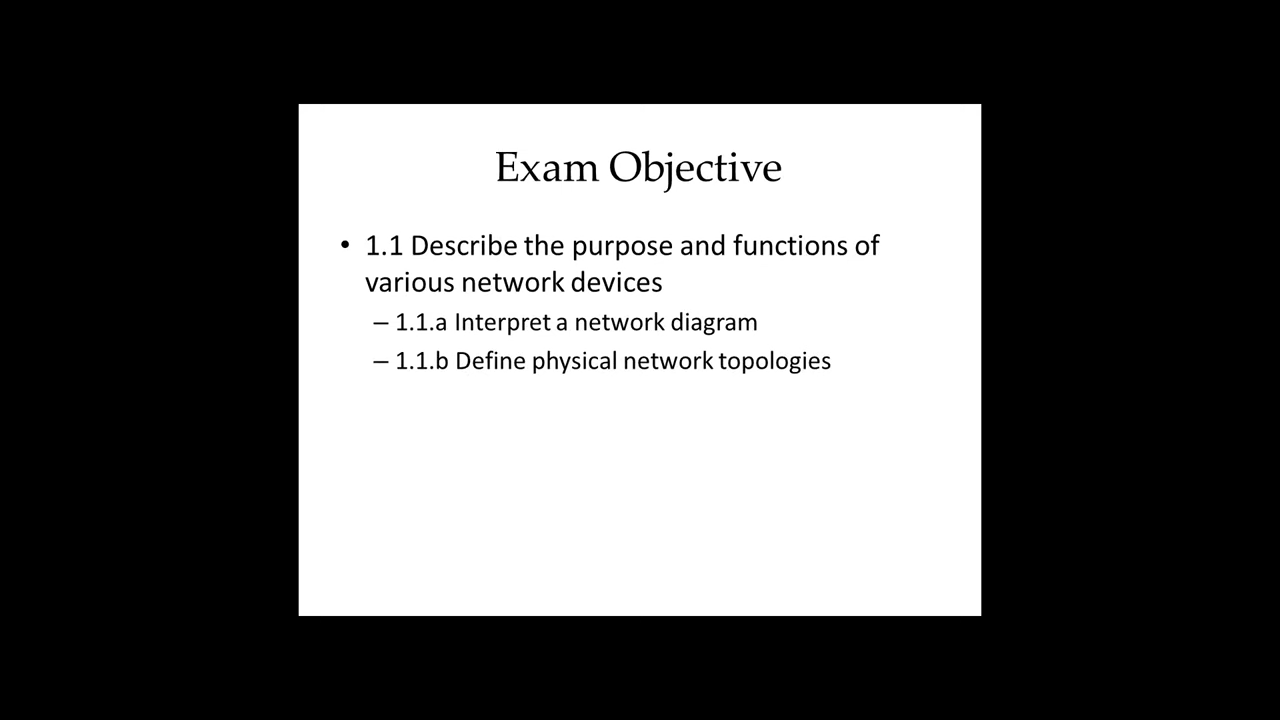 Exam Objective
• 1.1 Describe the purpose and functions of
various network devices
– 1.1.a Interpret a network diagram
– 1.1.b Define physical network topologies